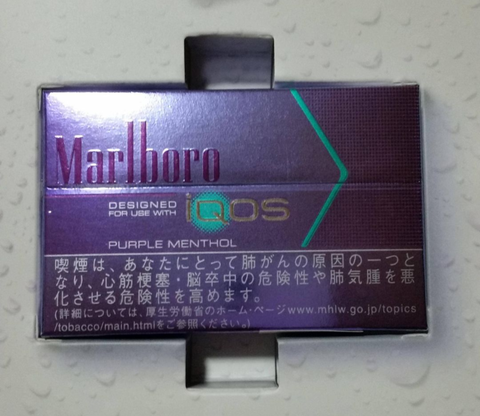 Marlboro
DESIGNED
FOR USE WITH
iQOS
PURPLE MENTHOL
喫煙は、あなたにとって肺がんの原因の一つと
なり、心筋梗塞・脳卒中の危険性や肺気腫を悪
化させる危険性を高めます。
(詳細については、厚生労働省のホーム・ページwww.mhlw.go.jp/topics
/tobacco/main.htmlをご参照ください。)